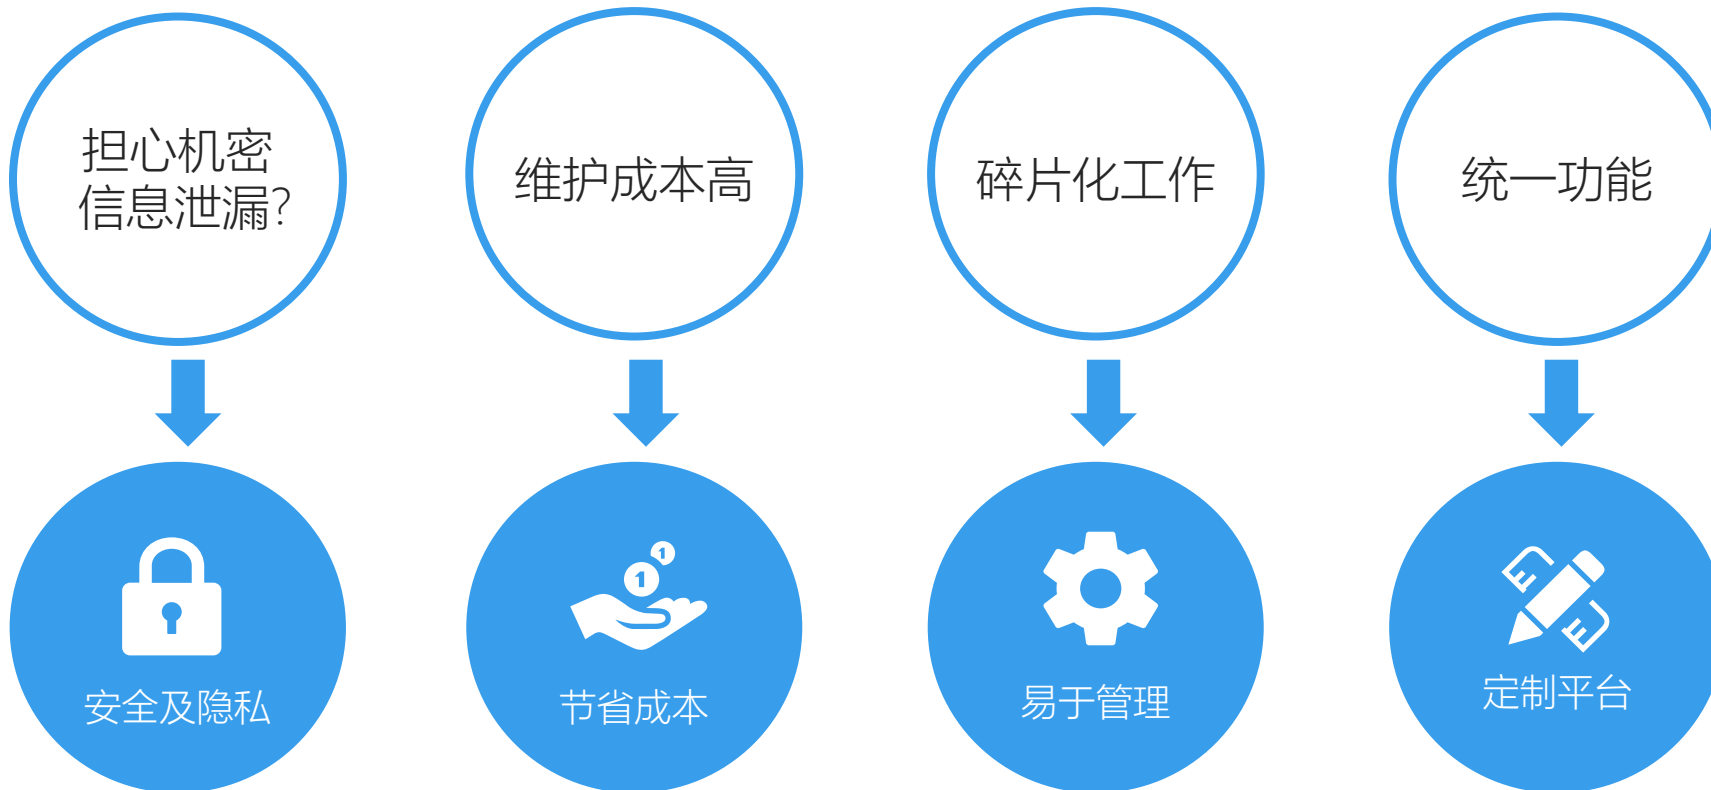 担心机密
信息泄漏?
维护成本高
碎片化工作
统一功能
1
1
安全及隐私
节省成本
易于管理
定制平台